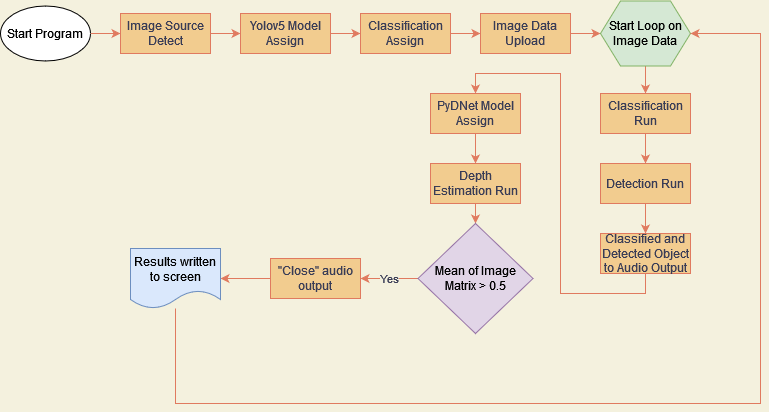 Start Program
Image Source
Detect
Yolov5 Model
Assign
Classification
Assign
Image Data
Upload
Start Loop on
Image Data
Classification
Run
Detection Run
Classified and
Detected Object
to Audio Output
PyDNet Model
Assign
Depth
Estimation Run
Mean of Image
Matrix > 0.5
Yes
"Close" audio
output
Results written
to screen